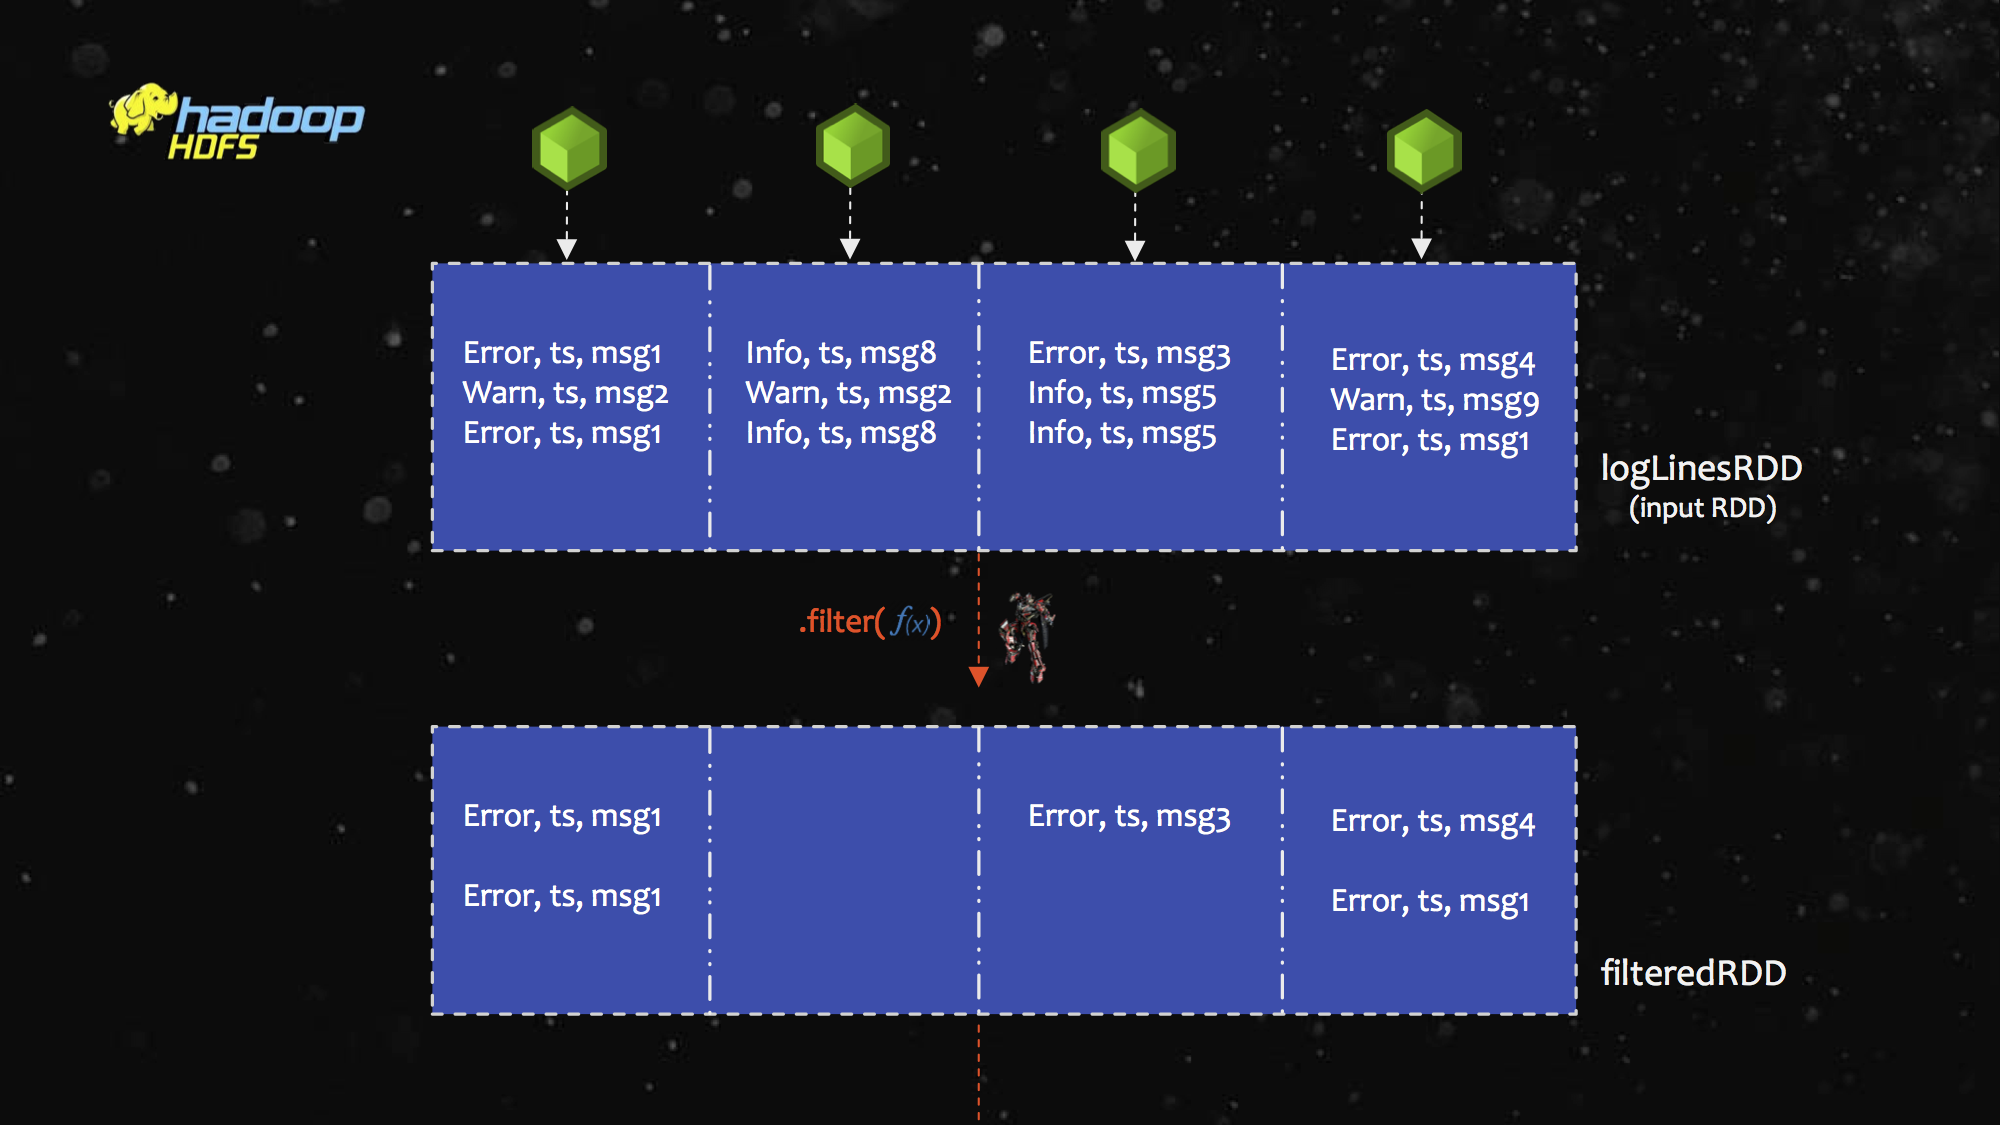 hadoop
HDFS
Error, ts, msg1
Warn, ts, msg2
Error, ts, msg1
Info, ts, msg8
Warn, ts, msg2
Info, ts, msg8
Error, ts, msg3
Info, ts, msg5
Info, ts, msg5
Error, ts, msg4
Warn, ts, msg9
Error, ts, msg1
logLinesRDD
(input RDD)
.filter( f(x))
Error, ts, msg1
Error, ts, msg1
Error, ts, msg3
Error, ts, msg4
Error, ts, msg1
filteredRDD